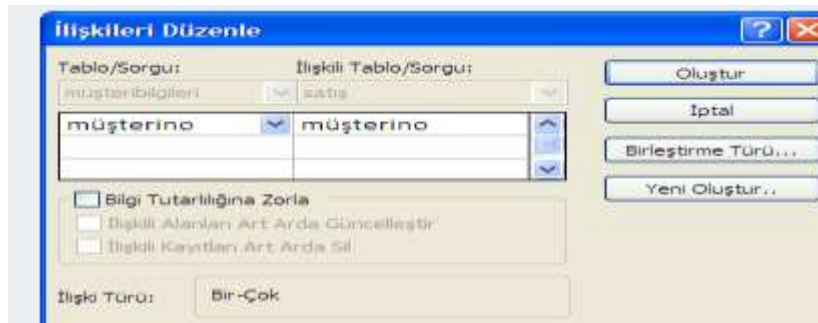 İlişkileri Düzenle
Tablo/Sorgu: İlişkili Tablo/Sorgu:
müşteribilgileri satış
müşterino müşterino
Bilgi Tutarlılığına Zorla
İlişkili Alanları Art Arda Güncelleştir
İlişkili Kayıtları Art Arda Sil
İlişki Türü: Bir-Çok
Oluştur
İptal
Birleştirme Türü...
Yeni Oluştur..